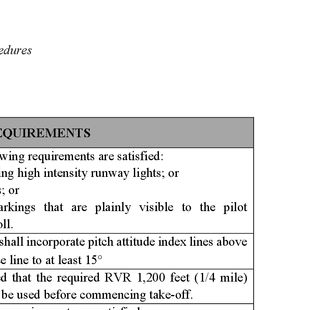 edures
EQUIREMENTS
wing requirements are satisfied:
ng high intensity runway lights; or
; or
arkings that are plainly visible to the pilot
oll.
shall incorporate pitch attitude index lines above
e line to at least 15°
d that the required RVR 1,200 feet (1/4 mile)
be used before commencing take-off.